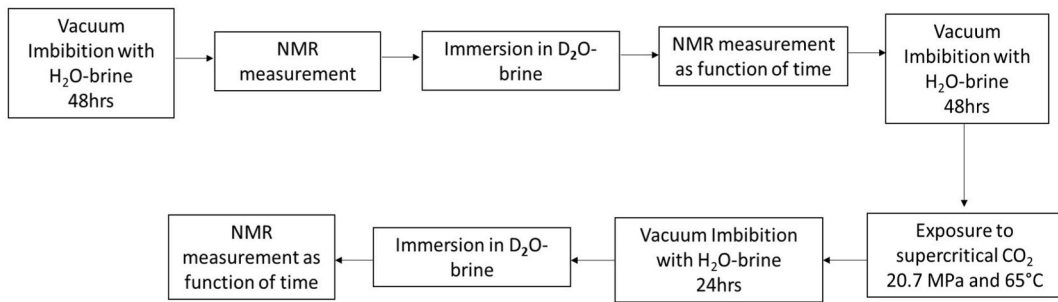 Vacuum
Imbibition with
H₂O-brine
48hrs
NMR
measurement
Immersion in D₂O-
brine
NMR measurement
as function of time
Vacuum
Imbibition with
H₂O-brine
48hrs
Exposure to
supercritical CO₂
20.7 MPa and 65°C
Vacuum Imbibition
with H₂O-brine
24hrs
Immersion in D₂O-
brine
NMR
measurement as
function of time